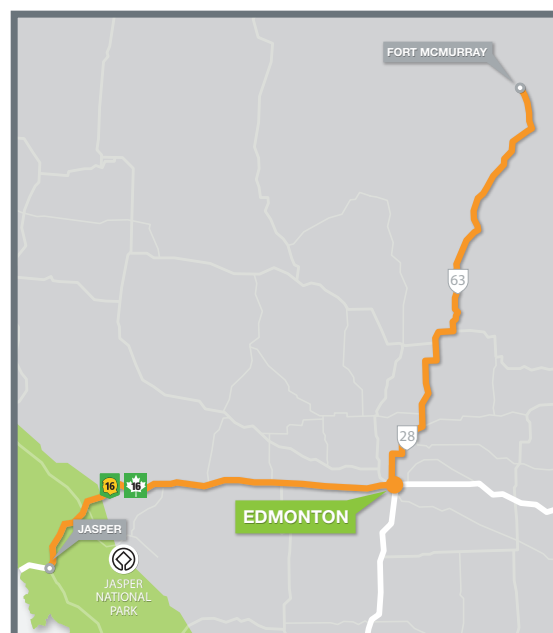 FORT MCMURRAY
63
28
16
16
EDMONTON
JASPER
JASPER
NATIONAL
PARK